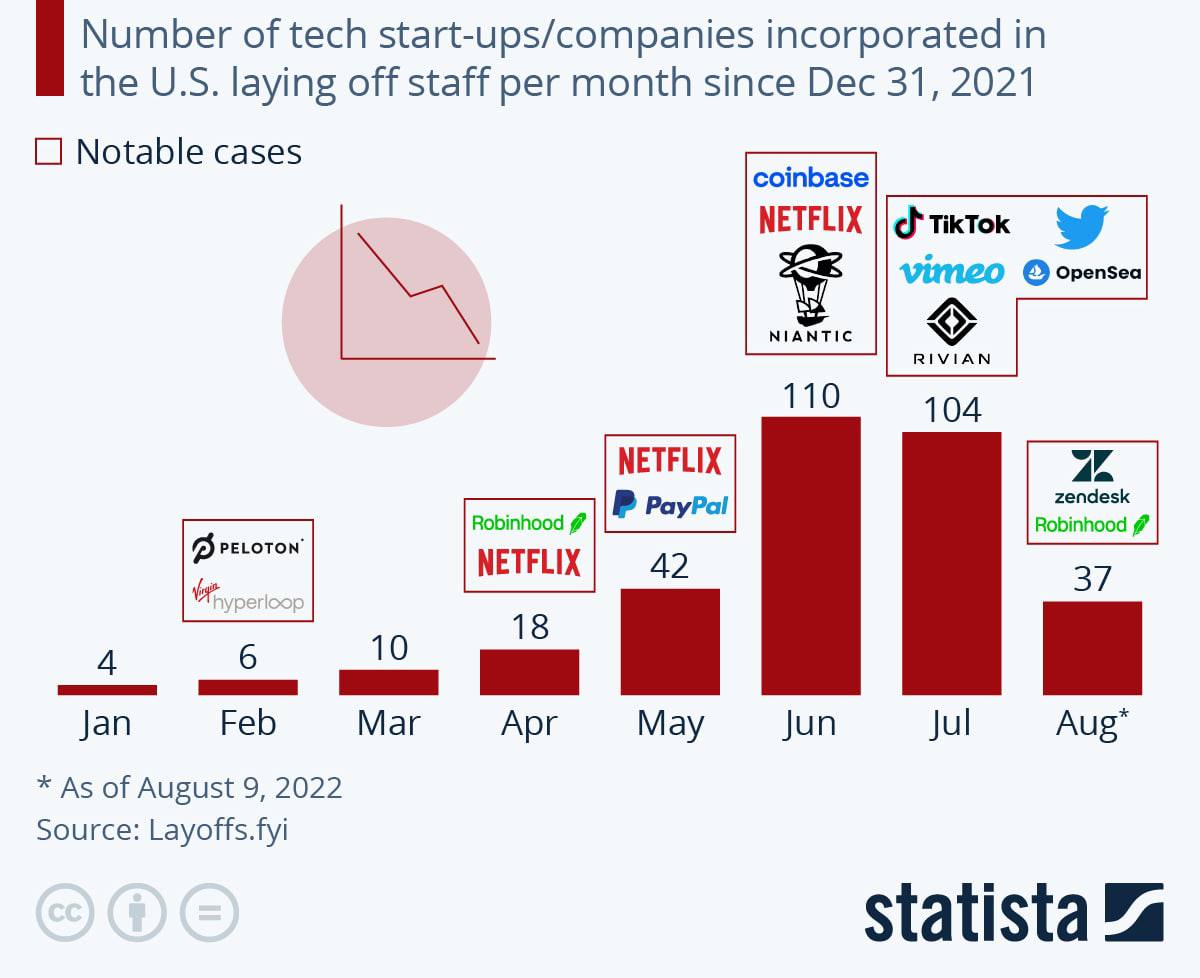 Number of tech start-ups/companies incorporated in
the U.S. laying off staff per month since Dec 31, 2021
Notable cases
coinbase
NETFLIX
NIANTIC
TikTok
vimeo
OpenSea
RIVIAN
110
104
NETFLIX
PayPal
zendesk
Robinhood
Robinhood
NETFLIX
PELOTON
Virgin
hyperloop
4
6
10
18
42
37
Jan
Feb
Mar
Apr
May
Jun
Jul
Aug*
* As of August 9, 2022
Source: Layoffs.fyi
cc
statista